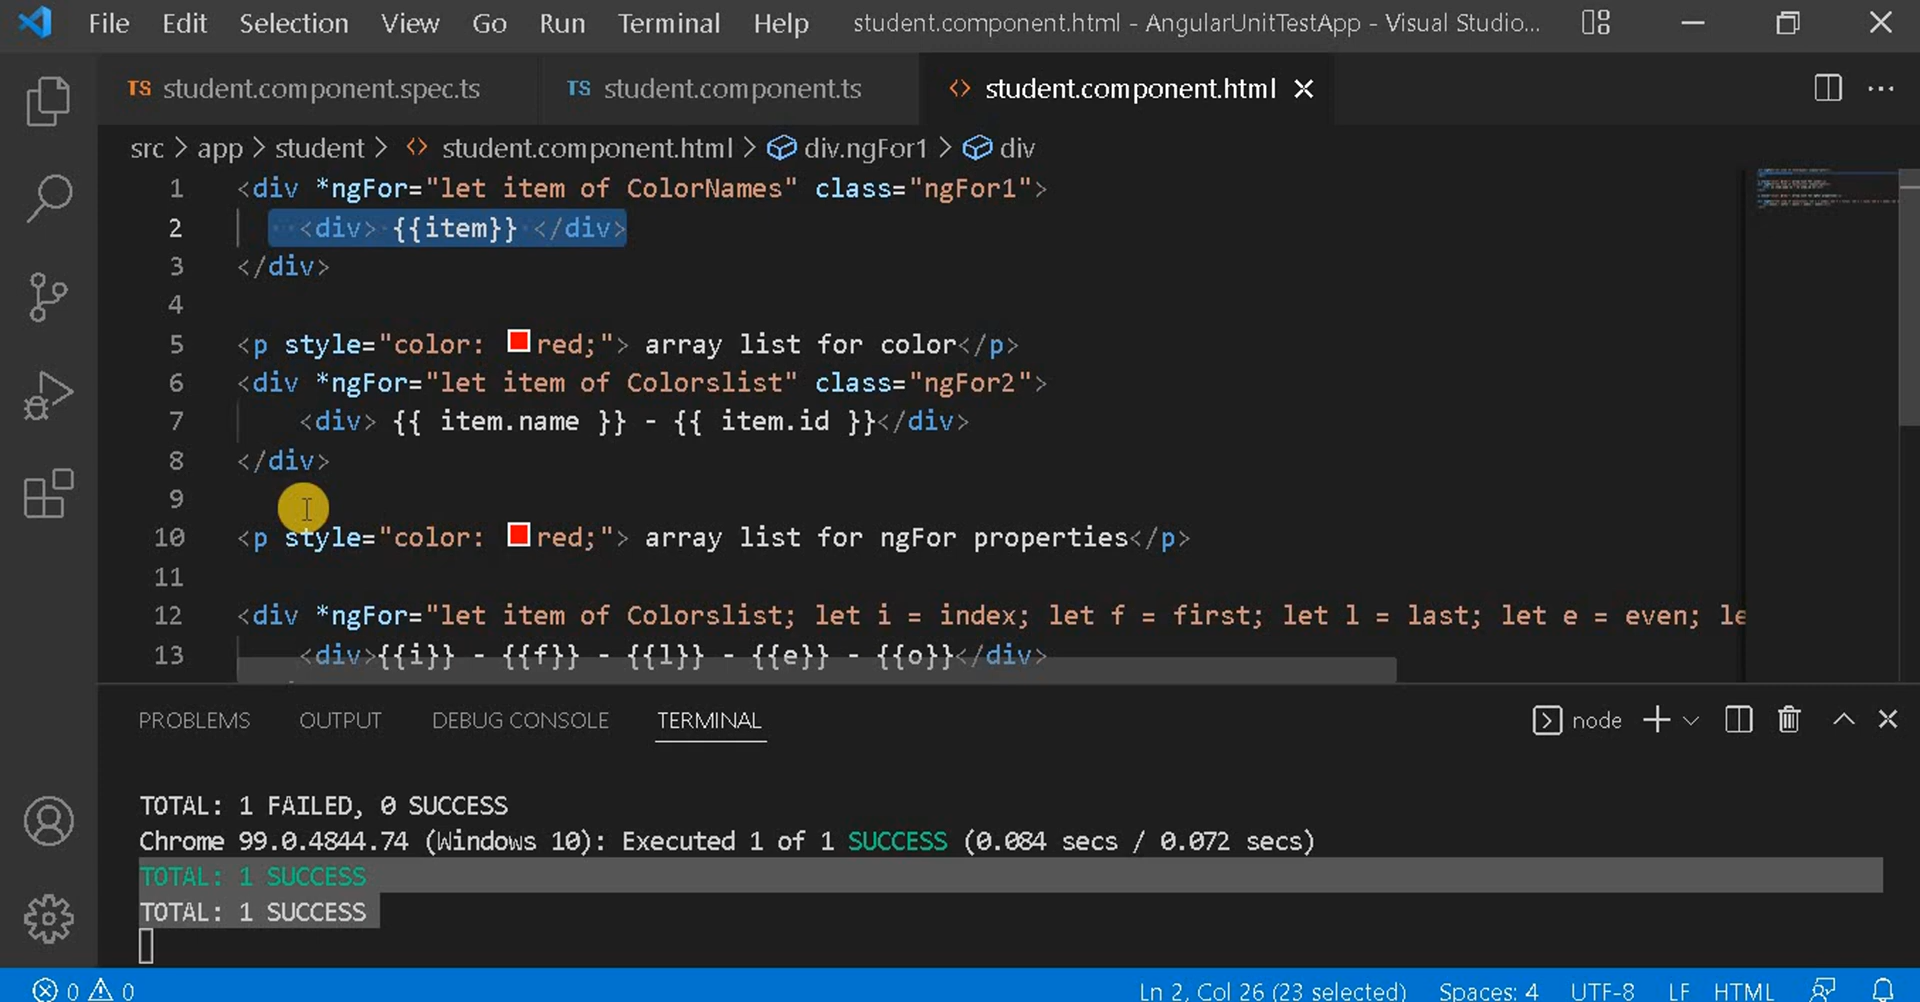 File Edit Selection View Go Run Terminal Help student.component.html - AngularUnitTestApp - Visual Studio...
TS student.component.spec.ts TS student.component.ts <> student.component.html
src > app > student > <> student.component.html > div.ngFor1 > div
1 <div *ngFor="let item of ColorNames" class="ngFor1">
2 <div> {{item}} </div>
3 </div>
4
5 <p style="color: red;"> array list for color</p>
6 <div *ngFor="let item of Colorslist" class="ngFor2">
7 <div> {{ item.name }} - {{ item.id }}</div>
8 </div>
9
10 <p style="color: red;"> array list for ngFor properties</p>
11
12 <div *ngFor="let item of Colorslist; let i = index; let f = first; let l = last; let e = even; le
13 <div>{{i}} - {{f}} - {{l}} - {{e}} - {{o}}</div>
PROBLEMS OUTPUT DEBUG CONSOLE TERMINAL node
TOTAL: 1 FAILED, 0 SUCCESS
Chrome 99.0.4844.74 (Windows 10): Executed 1 of 1 SUCCESS (0.084 secs / 0.072 secs)
TOTAL: 1 SUCCESS
TOTAL: 1 SUCCESS
0 0 Ln 2, Col 26 (23 selected) Spaces: 4 UTF-8 LF HTML